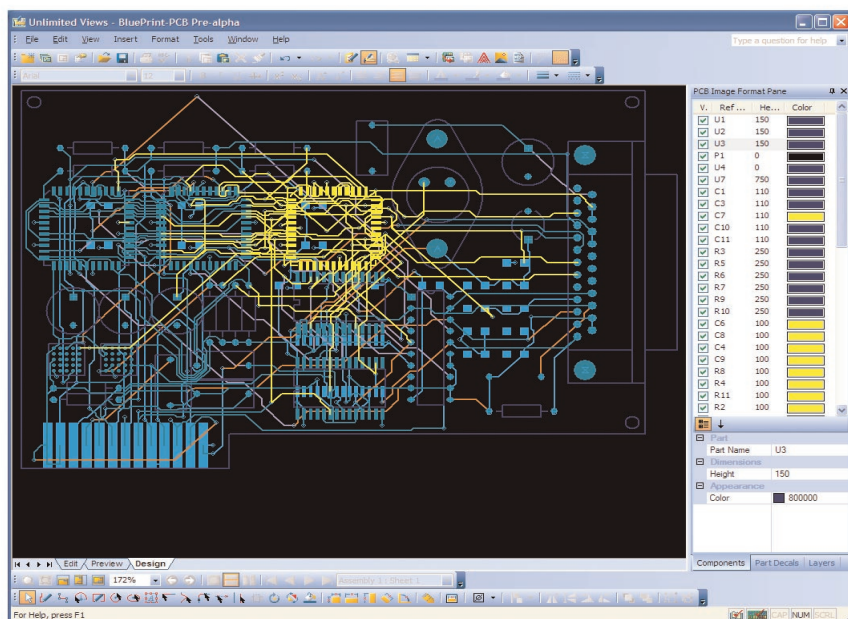 Unlimited Views - BluePrint-PCB Pre-alpha
File Edit View Insert Format Tools Window Help
Type a question for help
Arial 12
PCB Image Format Pane
V. Ref ... He... Color
U1 150
U2 150
U3 150
P1 0
U4 0
U7 750
C1 110
C3 110
C7 110
C10 110
C11 110
R3 250
R5 250
R6 250
R7 250
R9 250
R10 250
C6 100
C8 100
C4 100
C9 100
R8 100
R4 100
R11 100
R2 100
Part
Part Name U3
Dimensions
Height 150
Appearance
Color 800000
Edit Preview Design
Components Part Decals Layers
172% Assembly 1 : Sheet 1
For Help, press F1
CAP NUM SCRL